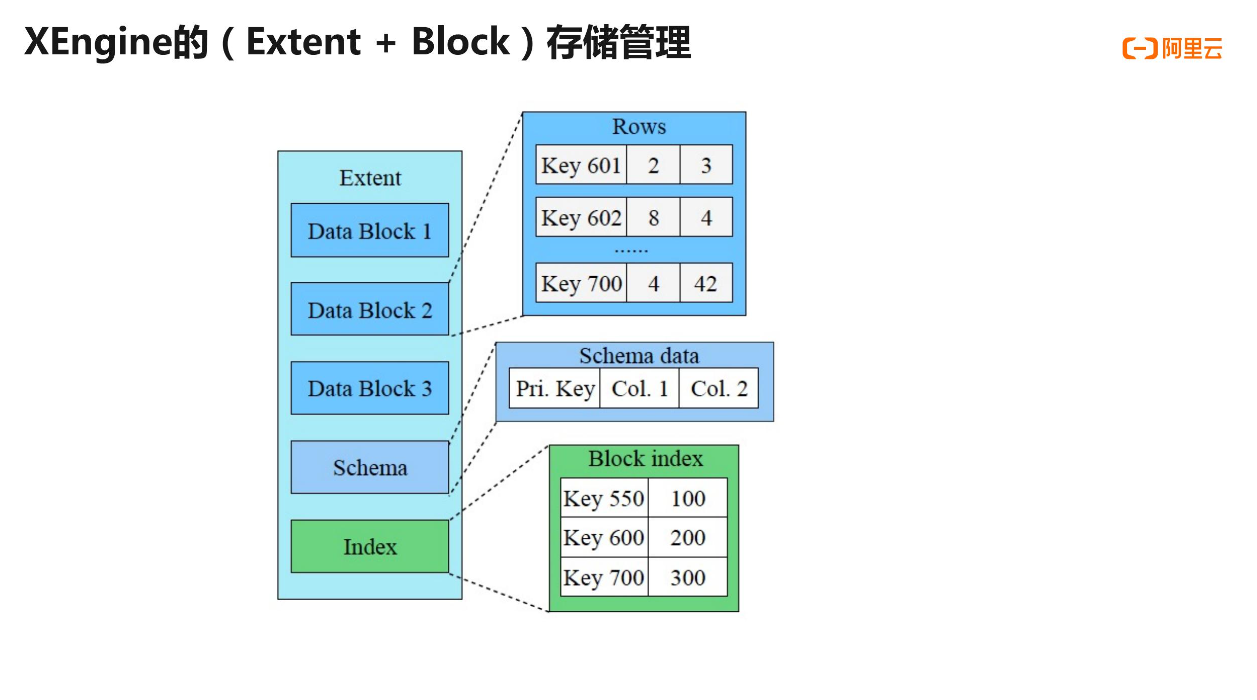 XEngine的（Extent + Block）存储管理
阿里云
Extent
Data Block 1
Data Block 2
Data Block 3
Schema
Index
Rows
Key 601 2 3
Key 602 8 4
......
Key 700 4 42
Schema data
Pri. Key Col. 1 Col. 2
Block index
Key 550 100
Key 600 200
Key 700 300